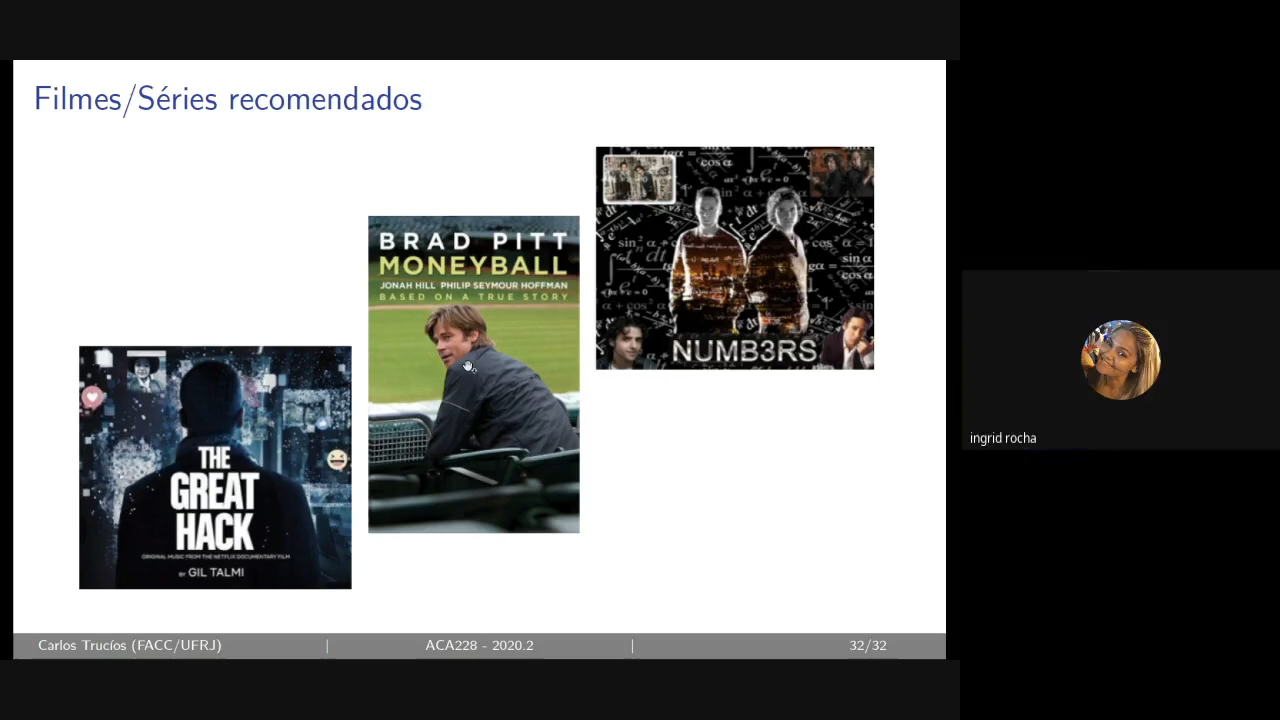 Filmes/Séries recomendados
NUMB3RS
BRAD PITT
MONEYBALL
JONAH HILL PHILIP SEYMOUR HOFFMAN
BASED ON A TRUE STORY
THE
GREAT
HACK
ORIGINAL MUSIC FROM THE NETFLIX DOCUMENTARY FILM
BY GIL TALMI
ingrid rocha
Carlos Trucíos (FACC/UFRJ) | ACA228 - 2020.2 | 32/32